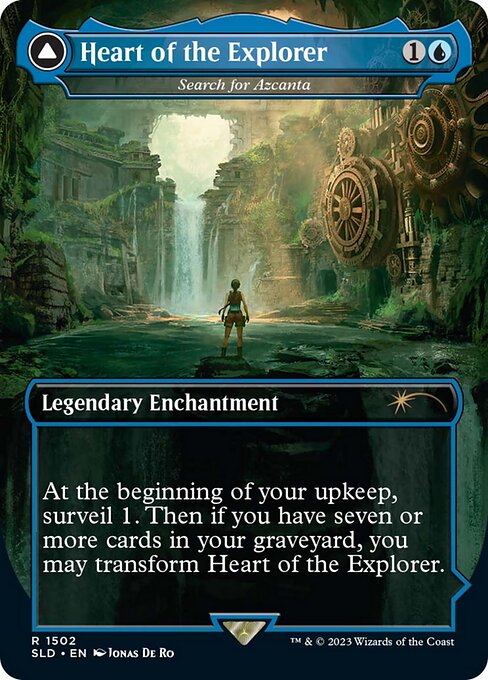 Heart of the Explorer 1
Search for Azcanta
Legendary Enchantment
At the beginning of your upkeep,
surveil 1. Then if you have seven or
more cards in your graveyard, you
may transform Heart of the Explorer.
R 1502
SLD • EN Jonas De Ro
™ & © 2023 Wizards of the Coast